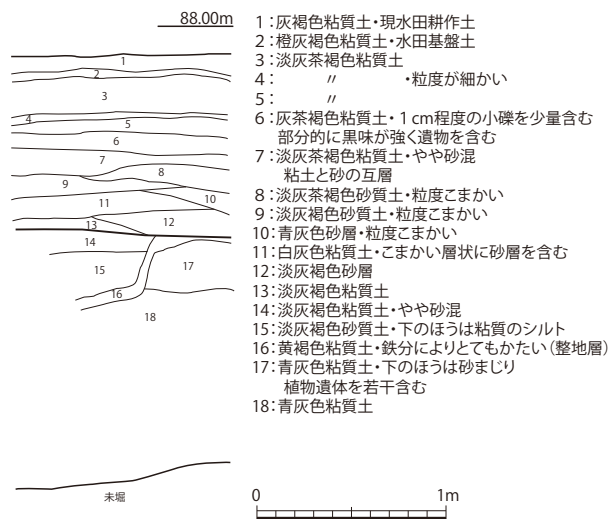 88.00m
1：灰褐色粘質土・現水田耕作土
2：橙灰褐色粘質土・水田基盤土
3：淡灰茶褐色粘質土
4：　　〃　　・粒度が細かい
5：　　〃
6：灰茶褐色粘質土・1cm程度の小礫を少量含む
部分的に黒味が強く遺物を含む
7：淡灰茶褐色粘質土・やや砂混
粘土と砂の互層
8：淡灰茶褐色砂質土・粒度こまかい
9：淡灰褐色砂質土・粒度こまかい
10：青灰色砂層・粒度こまかい
11：白灰色粘質土・こまかい層状に砂層を含む
12：淡灰褐色砂層
13：淡灰褐色粘質土
14：淡灰褐色粘質土・やや砂混
15：淡灰褐色砂質土・下のほうは粘質のシルト
16：黄褐色粘質土・鉄分によりとてもかたい（整地層）
17：青灰色粘質土・下のほうは砂まじり
植物遺体を若干含む
18：青灰色粘質土
1
2
3
4
5
6
7
8
9
10
11
12
13
14
15
16
17
18
未堀
0
1m